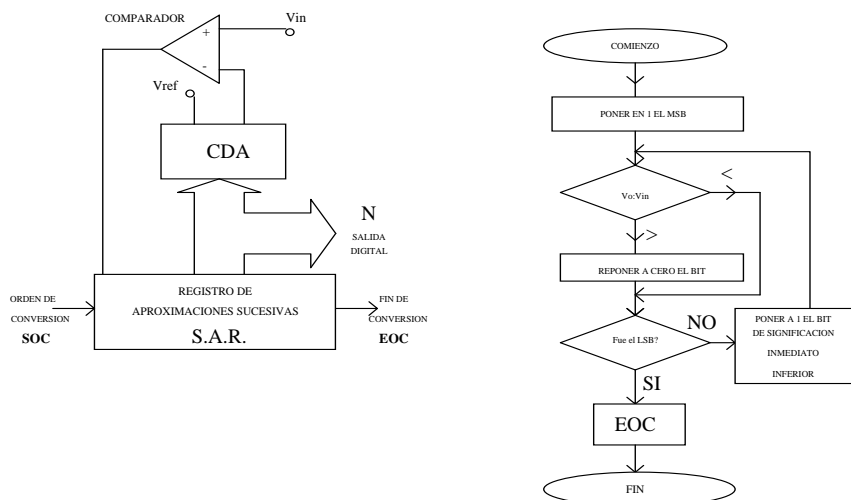 COMPARADOR
Vin
+
-
Vref
CDA
N
SALIDA
DIGITAL
REGISTRO DE
APROXIMACIONES SUCESIVAS
S.A.R.
ORDEN DE
CONVERSION
SOC
FIN DE
CONVERSION
EOC
COMIENZO
PONER EN 1 EL MSB
<
Vo:Vin
>
REPONER A CERO EL BIT
Fue el LSB?
NO
PONER A 1 EL BIT
DE SIGNIFICACION
INMEDIATO
INFERIOR
SI
EOC
FIN